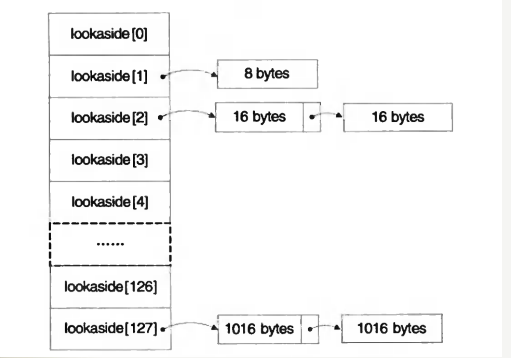 lookaside[0]
lookaside[1]
8 bytes
lookaside[2]
16 bytes
16 bytes
lookaside[3]
lookaside[4]
······
lookaside[126]
lookaside[127]
1016 bytes
1016 bytes